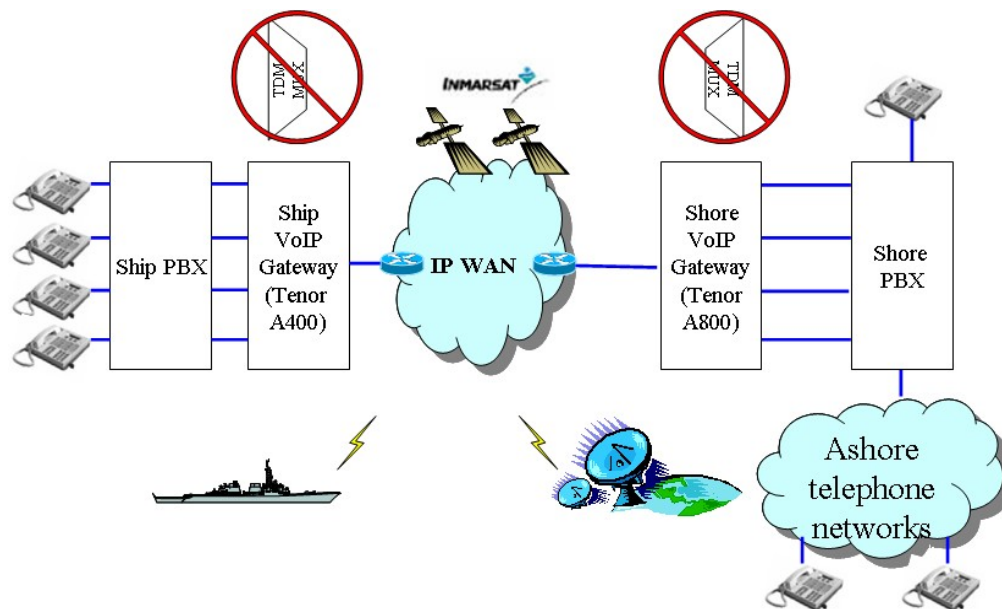 TDM
MUX
INMARSAT
TDM
MUX
Ship PBX
Ship
VoIP
Gateway
(Tenor
A400)
IP WAN
Shore
VoIP
Gateway
(Tenor
A800)
Shore
PBX
Ashore
telephone
networks